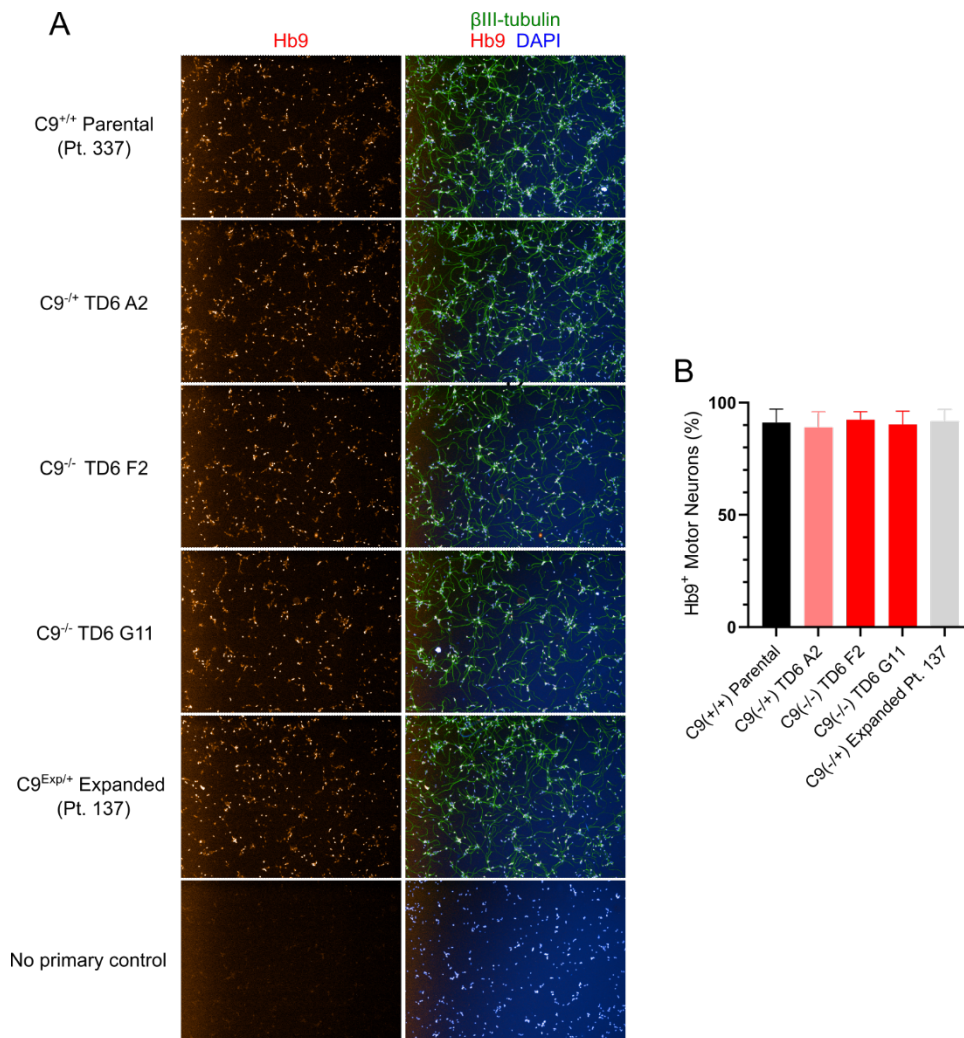 A
Hb9
βIII-tubulin
Hb9 DAPI
C9+/+ Parental
(Pt. 337)
C9-/+ TD6 A2
C9-/- TD6 F2
C9-/- TD6 G11
C9Exp/+ Expanded
(Pt. 137)
No primary control
B
Hb9+ Motor Neurons (%)
100
50
0
C9(+/+) Parental
C9(-/+) TD6 A2
C9(-/-) TD6 F2
C9(-/-) TD6 G11
C9(-/+) Expanded Pt. 137